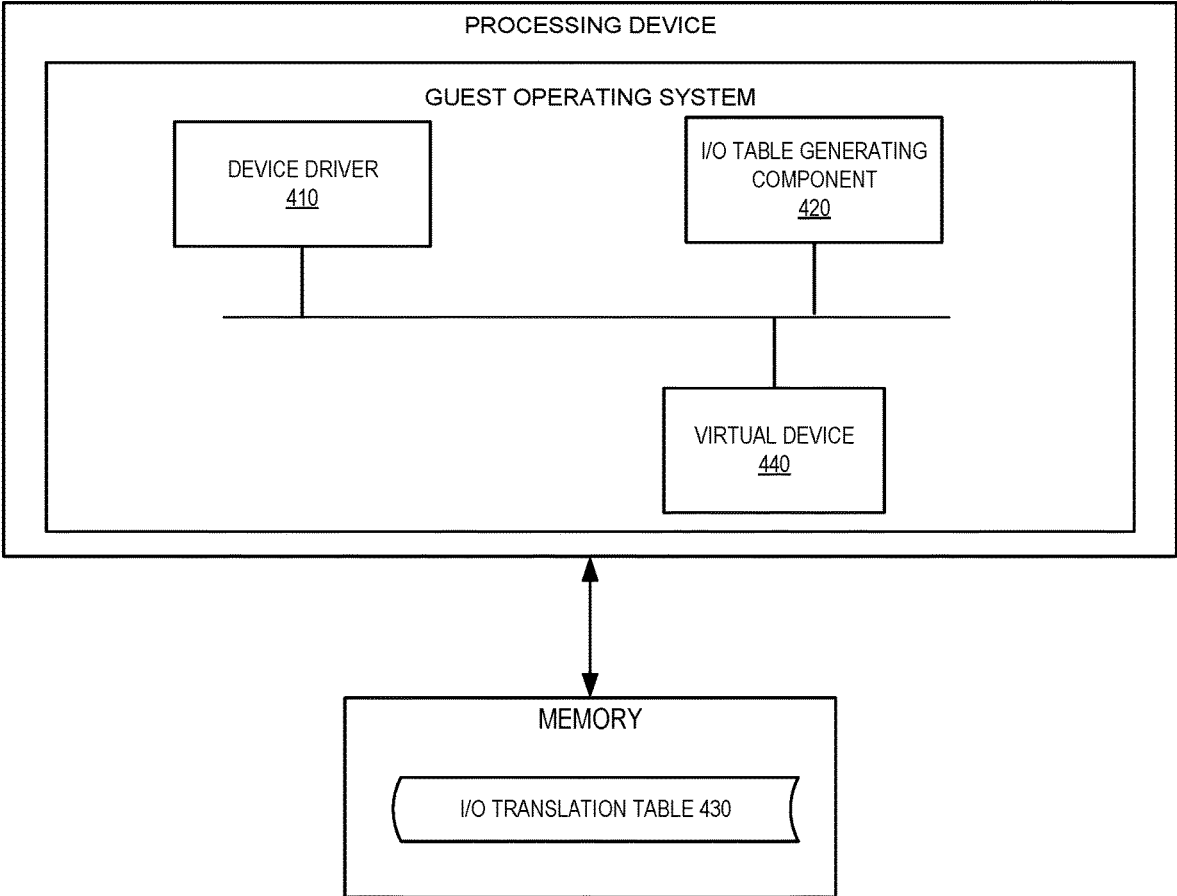 PROCESSING DEVICE
GUEST OPERATING SYSTEM
DEVICE DRIVER
410
I/O TABLE GENERATING
COMPONENT
420
VIRTUAL DEVICE
440
MEMORY
I/O TRANSLATION TABLE 430